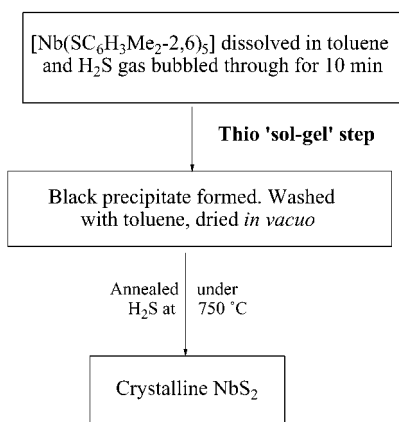 [Nb(SC₆H₃Me₂-2,6)₅] dissolved in toluene
and H₂S gas bubbled through for 10 min
Thio 'sol-gel' step
Black precipitate formed. Washed
with toluene, dried in vacuo
Annealed under
H₂S at 750 ˚C
Crystalline NbS₂